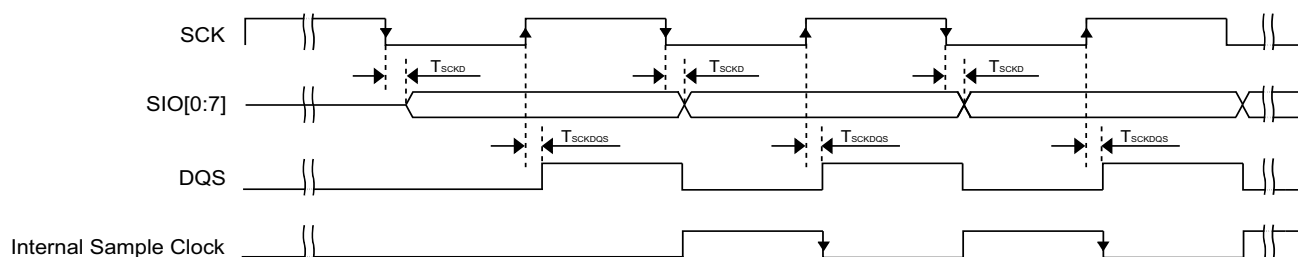 SCK
TSCKD TSCKD TSCKD
SIO[0:7]
TSCKDQS TSCKDQS TSCKDQS
DQS
Internal Sample Clock